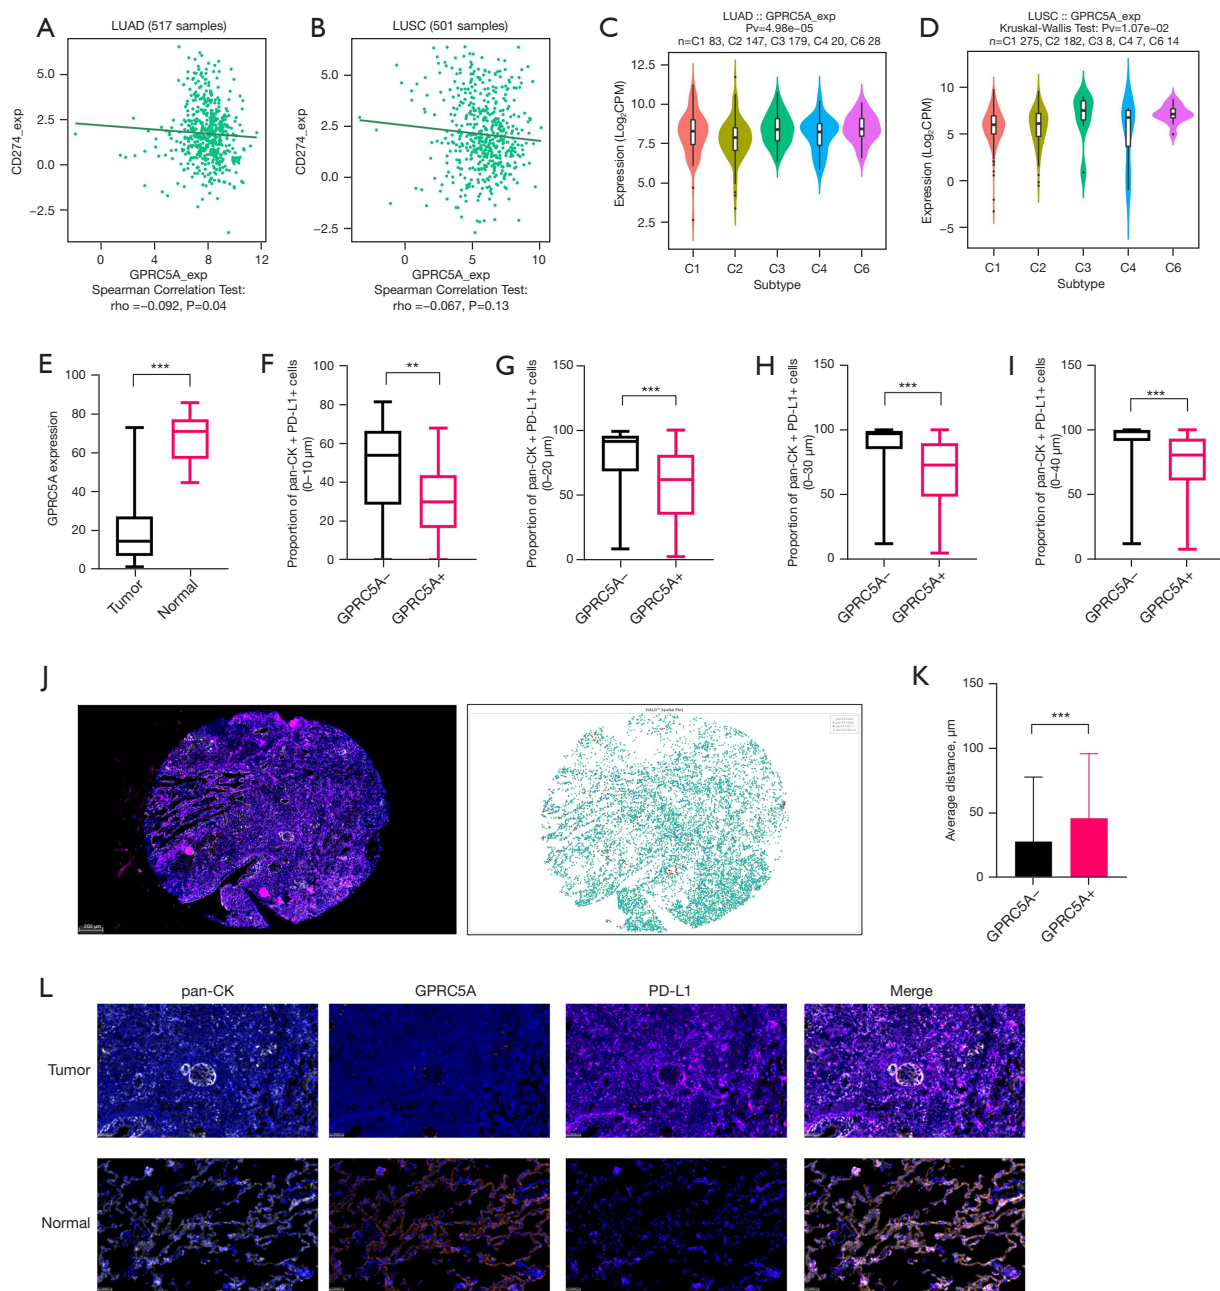 A
LUAD (517 samples)
CD274_exp
5.0
2.5
0.0
−2.5
0
4
8
12
GPRC5A_exp
Spearman Correlation Test:
rho =−0.092, P=0.04
B
LUSC (501 samples)
5.0
2.5
0.0
−2.5
0
5
10
GPRC5A_exp
Spearman Correlation Test:
rho =−0.067, P=0.13
C
LUAD :: GPRC5A_exp
Pv=4.98e−05
n=C1 83, C2 147, C3 179, C4 20, C6 28
Expression (Log2CPM)
12.5
10.0
7.5
5.0
2.5
C1
C2
C3
C4
C6
Subtype
D
LUSC :: GPRC5A_exp
Kruskal-Wallis Test: Pv=1.07e−02
n=C1 275, C2 182, C3 8, C4 7, C6 14
Expression (Log2CPM)
10
5
0
−5
C1
C2
C3
C4
C6
Subtype
E
GPRC5A expression
100
80
60
40
20
0
***
Tumor
Normal
F
Proportion of pan-CK + PD-L1+ cells
(0–10 µm)
100
80
60
40
20
0
**
GPRC5A−
GPRC5A+
G
Proportion of pan-CK + PD-L1+ cells
(0–20 µm)
150
100
50
0
***
GPRC5A−
GPRC5A+
H
Proportion of pan-CK + PD-L1+ cells
(0–30 µm)
150
100
50
0
***
GPRC5A−
GPRC5A+
I
Proportion of pan-CK + PD-L1+ cells
(0–40 µm)
150
100
50
0
***
GPRC5A−
GPRC5A+
J
200 µm
HALO™ Spatial Plot
K
Average distance, µm
150
100
50
0
***
GPRC5A−
GPRC5A+
L
pan-CK
GPRC5A
PD-L1
Merge
Tumor
Normal